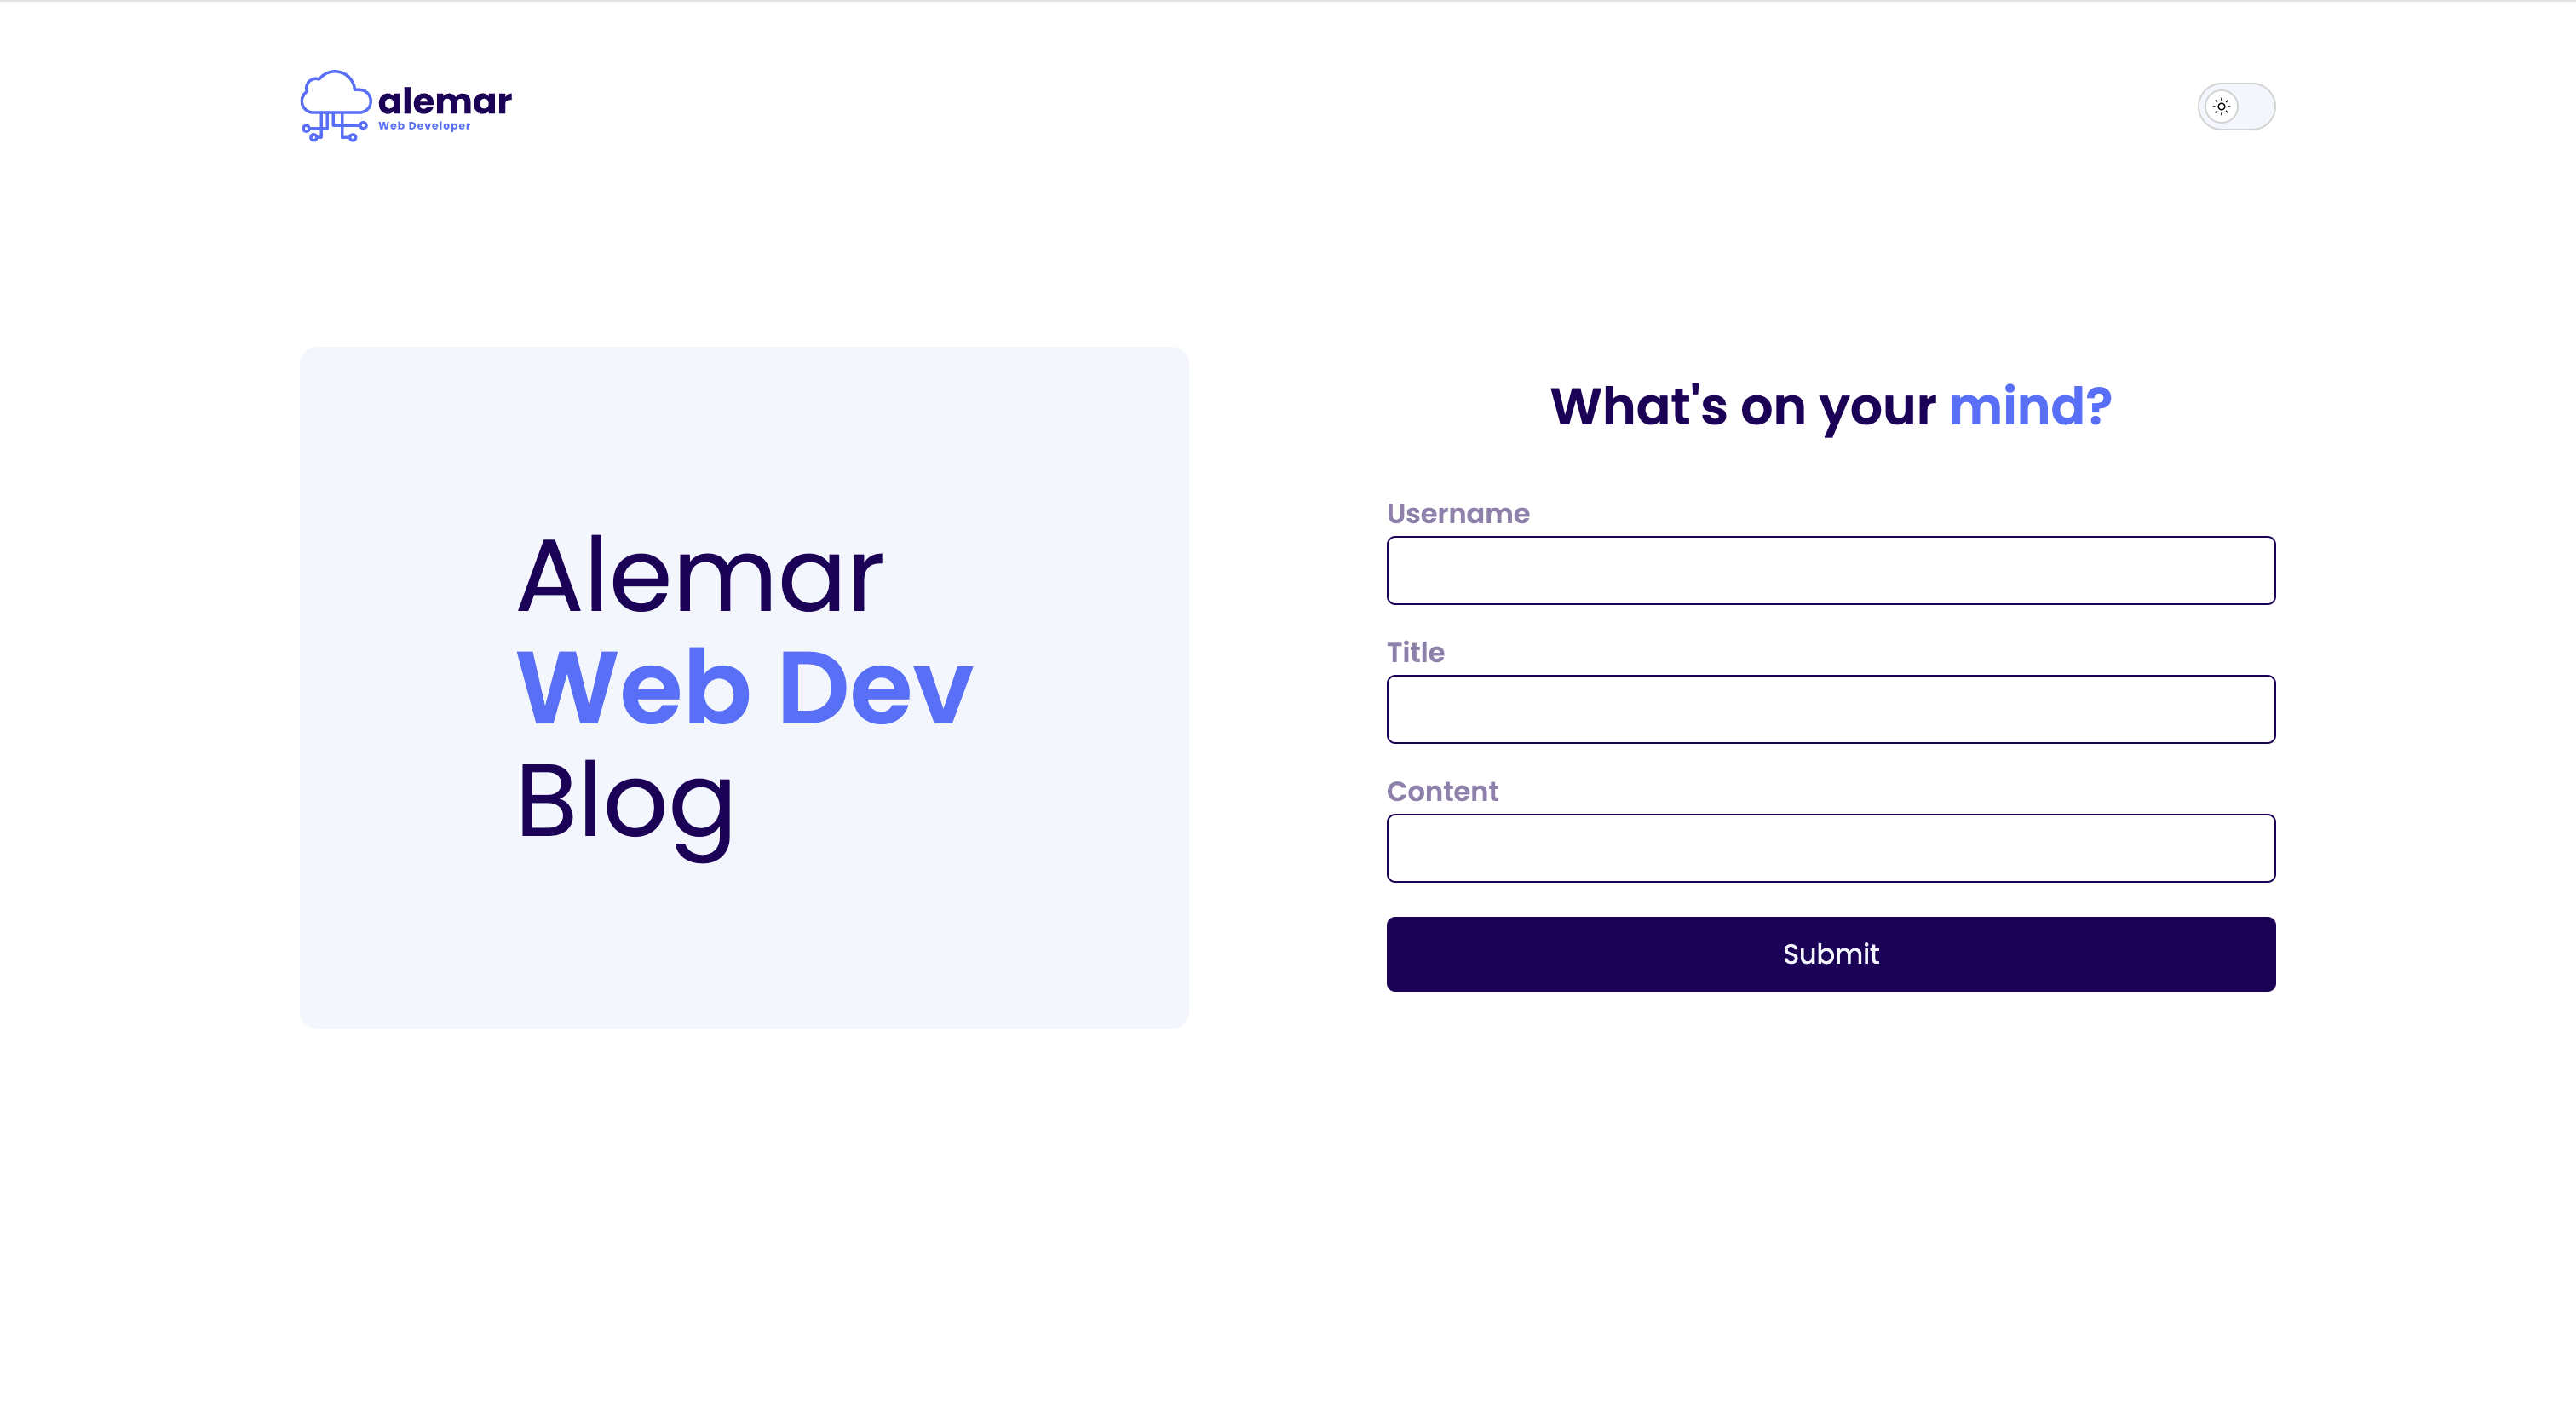 alemar
Web Developer
Alemar
Web Dev
Blog
What's on your mind?
Username
Title
Content
Submit